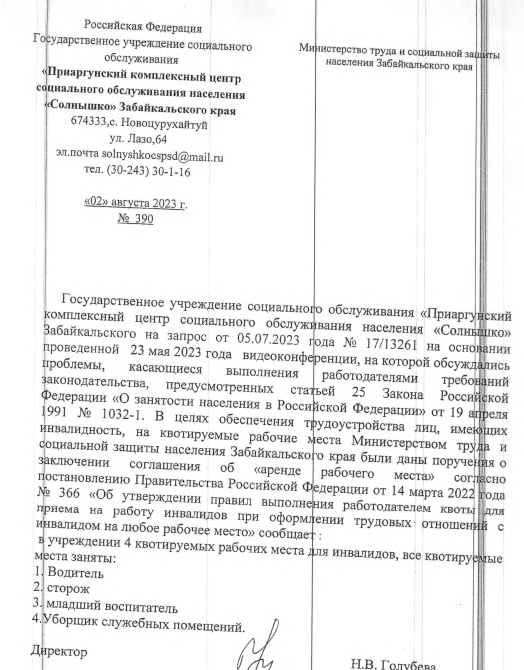 Российская Федерация
Государственное учреждение социального
обслуживания
«Приаргунский комплексный центр
социального обслуживания населения
«Солнышко» Забайкальского края
674333,с. Новоцурухайтуй
ул. Лазо,64
эл.почта solnyshkocspsd@mail.ru
тел. (30-243) 30-1-16
«02» августа 2023 г.
№ 390
Министерство труда и социальной защиты
населения Забайкальского края
Государственное учреждение социального обслуживания «Приаргунский
комплексный центр социального обслуживания населения «Солнышко»
Забайкальского на запрос от 05.07.2023 года № 17/13261 на основании
проведенной 23 мая 2023 года видеоконференции, на которой обсуждались
проблемы, касающиеся выполнения работодателями требований
законодательства, предусмотренных статьей 25 Закона Российской
Федерации «О занятости населения в Российской Федерации» от 19 апреля
1991 № 1032-1. В целях обеспечения трудоустройства лиц, имеющих
инвалидность, на квотируемые рабочие места Министерством труда и
социальной защиты населения Забайкальского края были даны поручения о
заключении соглашения об «аренде рабочего места» согласно
постановлению Правительства Российской Федерации от 14 марта 2022 года
№ 366 «Об утверждении правил выполнения работодателем квоты для
приема на работу инвалидов при оформлении трудовых отношений с
инвалидом на любое рабочее место» сообщает :
в учреждении 4 квотируемых рабочих места для инвалидов, все квотируемые
места заняты:
1. Водитель
2. сторож
3. младший воспитатель
4.Уборщик служебных помещений.
Директор
Н.В. Голубева